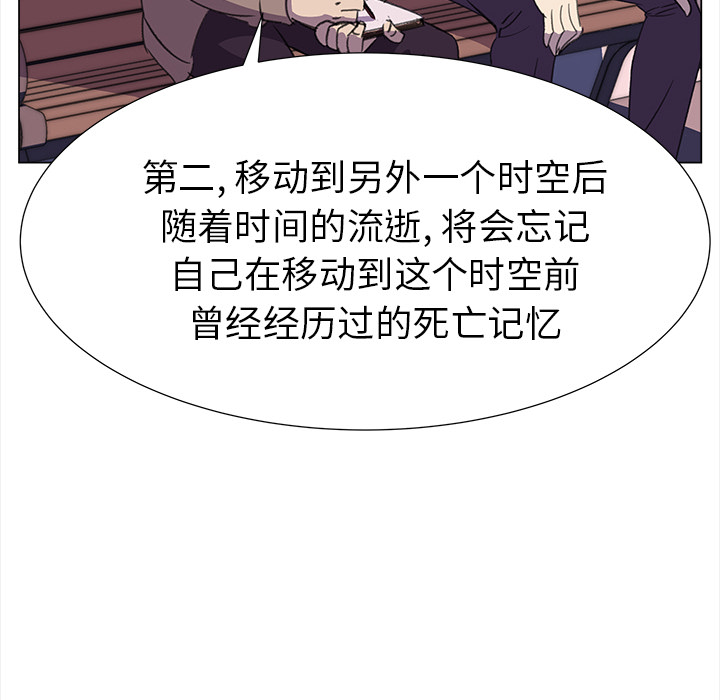 第二, 移动到另外一个时空后
随着时间的流逝, 将会忘记
自己在移动到这个时空前
曾经经历过的死亡记忆